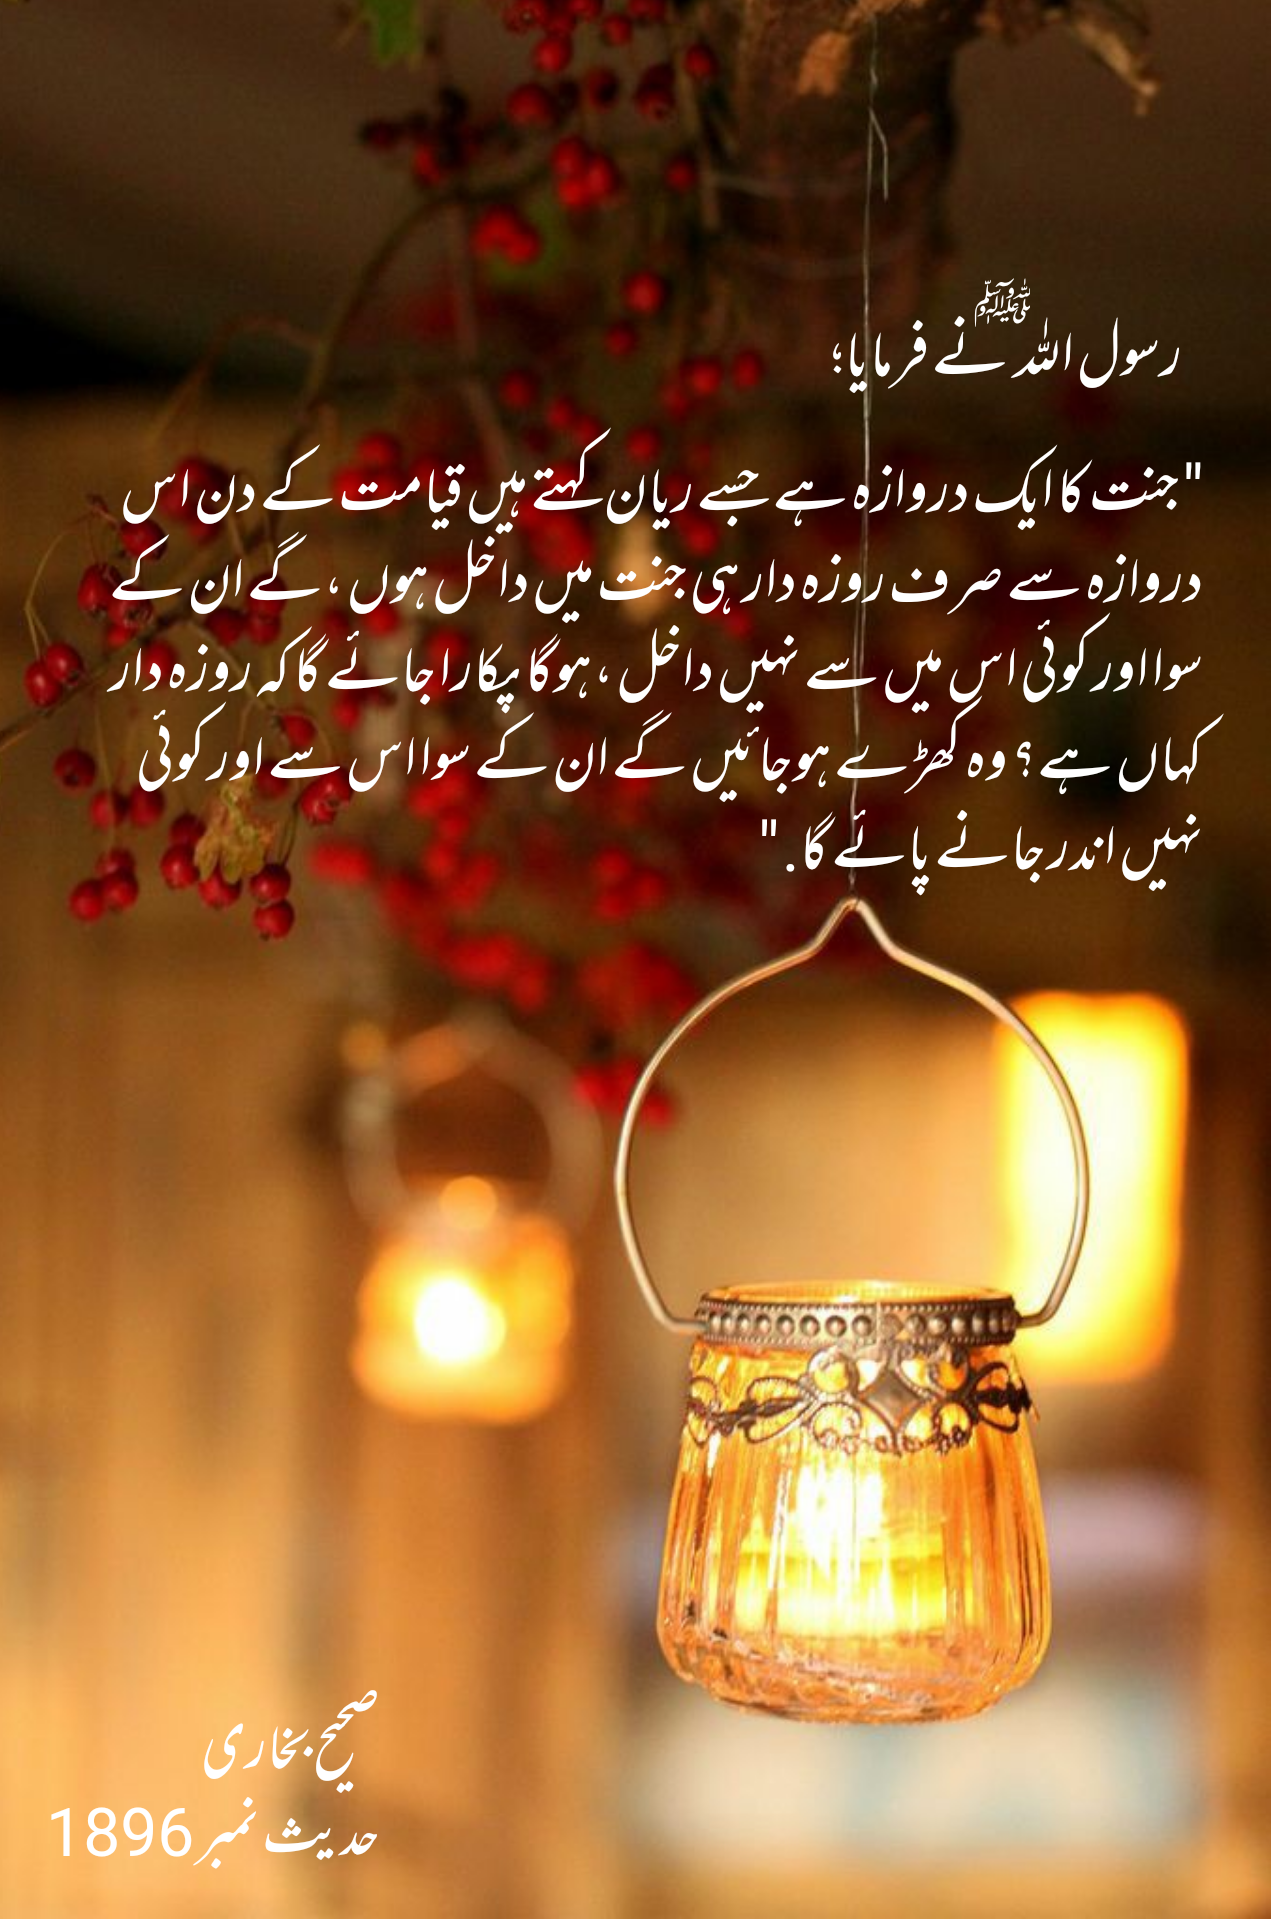 رسول اللہ ﷺ نے فرمایا؛
"جنت کا ایک دروازہ ہے جسے ریان کہتے ہیں قیامت کے دن اس
دروازہ سے صرف روزہ دار ہی جنت میں داخل ہوں ، گے ان کے
سوا اور کوئی اس میں سے نہیں داخل ، ہوگا پکارا جائے گا کہ روزہ دار
کہاں ہے ؟ وہ کھڑے ہوجائیں گے ان کے سوا اس سے اور کوئی
نہیں اندر جانے پائے گا ۔"
صحیح بخاری
حدیث نمبر 1896